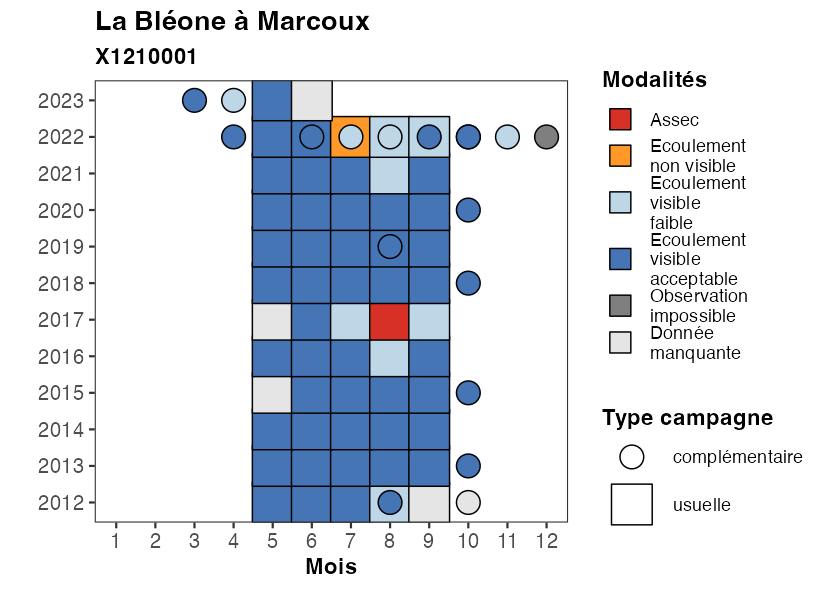 La Bléone à Marcoux
X1210001
2023
2022
2021
2020
2019
2018
2017
2016
2015
2014
2013
2012
1 2 3 4 5 6 7 8 9 10 11 12
Mois
Modalités
Assec
Ecoulement
non visible
Ecoulement
visible
faible
Ecoulement
visible
acceptable
Observation
impossible
Donnée
manquante
Type campagne
complémentaire
usuelle